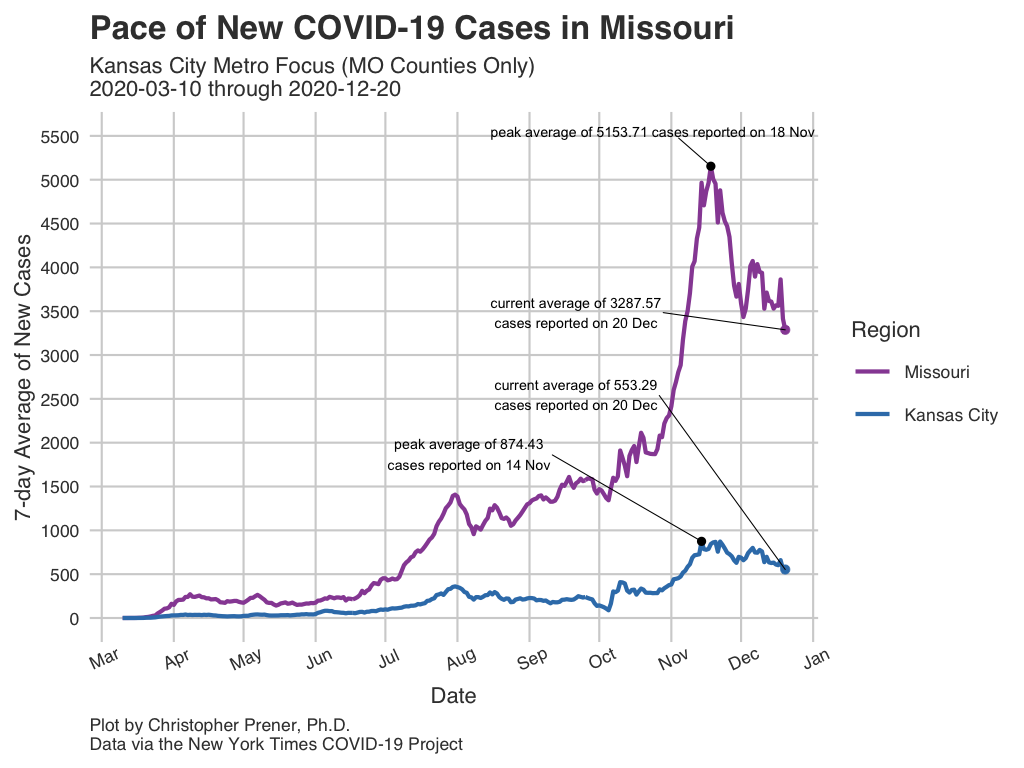 Pace of New COVID-19 Cases in Missouri
Kansas City Metro Focus (MO Counties Only)
2020-03-10 through 2020-12-20
7-day Average of New Cases
5500
5000
4500
4000
3500
3000
2500
2000
1500
1000
500
0
peak average of 5153.71 cases reported on 18 Nov
current average of 3287.57
cases reported on 20 Dec
current average of 553.29
cases reported on 20 Dec
peak average of 874.43
cases reported on 14 Nov
Region
Missouri
Kansas City
Mar Apr May Jun Jul Aug Sep Oct Nov Dec Jan
Date
Plot by Christopher Prener, Ph.D.
Data via the New York Times COVID-19 Project